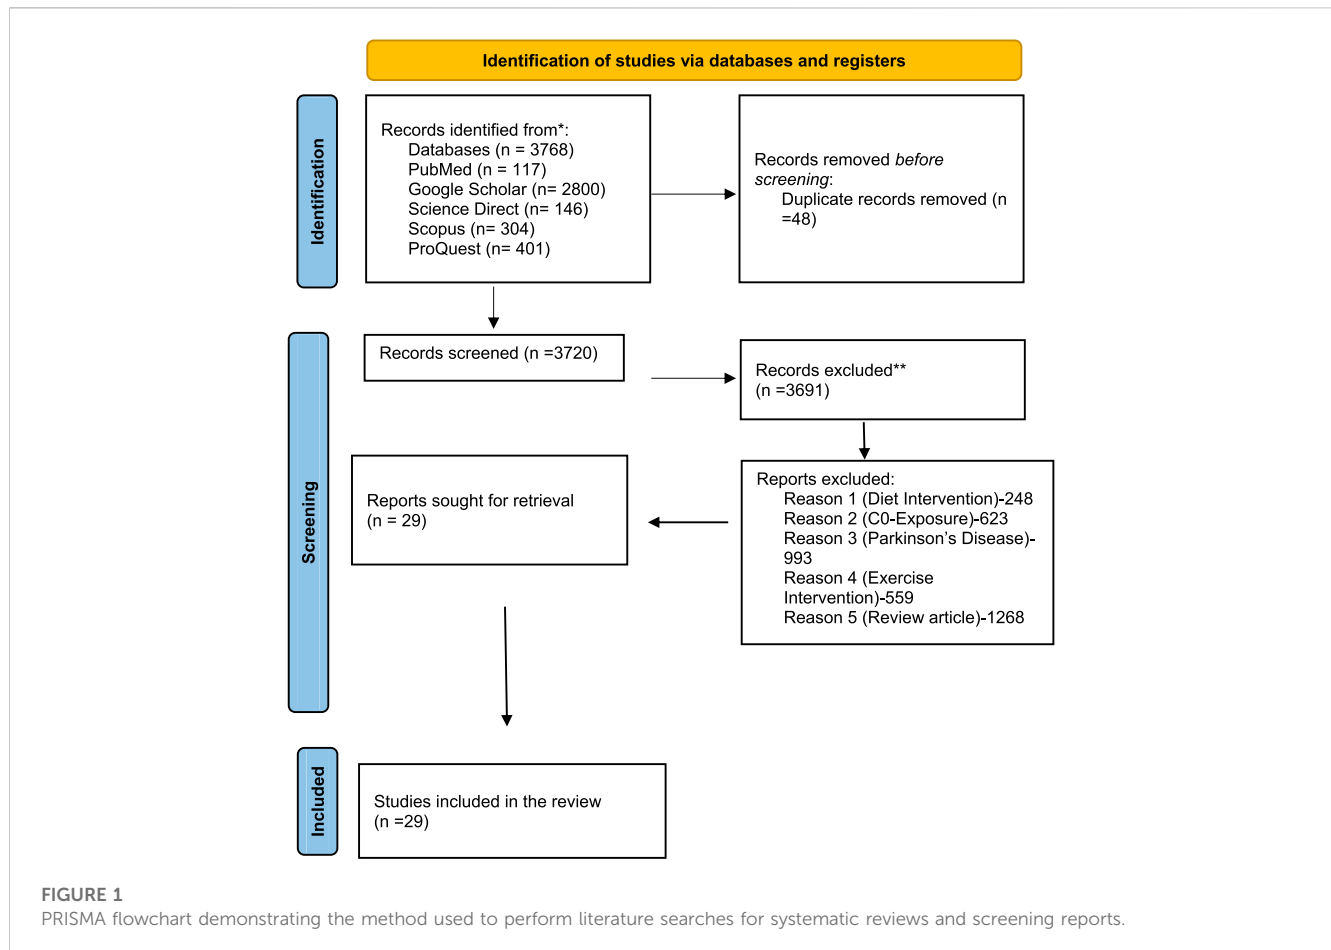 Identification of studies via databases and registers
Identification
Records identified from*:
Databases (n = 3768)
PubMed (n = 117)
Google Scholar (n= 2800)
Science Direct (n= 146)
Scopus (n= 304)
ProQuest (n= 401)
Records removed before
screening:
Duplicate records removed (n
=48)
Screening
Records screened (n =3720)
Records excluded**
(n =3691)
Reports sought for retrieval
(n = 29)
Reports excluded:
Reason 1 (Diet Intervention)-248
Reason 2 (C0-Exposure)-623
Reason 3 (Parkinson's Disease)-
993
Reason 4 (Exercise
Intervention)-559
Reason 5 (Review article)-1268
Included
Studies included in the review
(n =29)
FIGURE 1
PRISMA flowchart demonstrating the method used to perform literature searches for systematic reviews and screening reports.